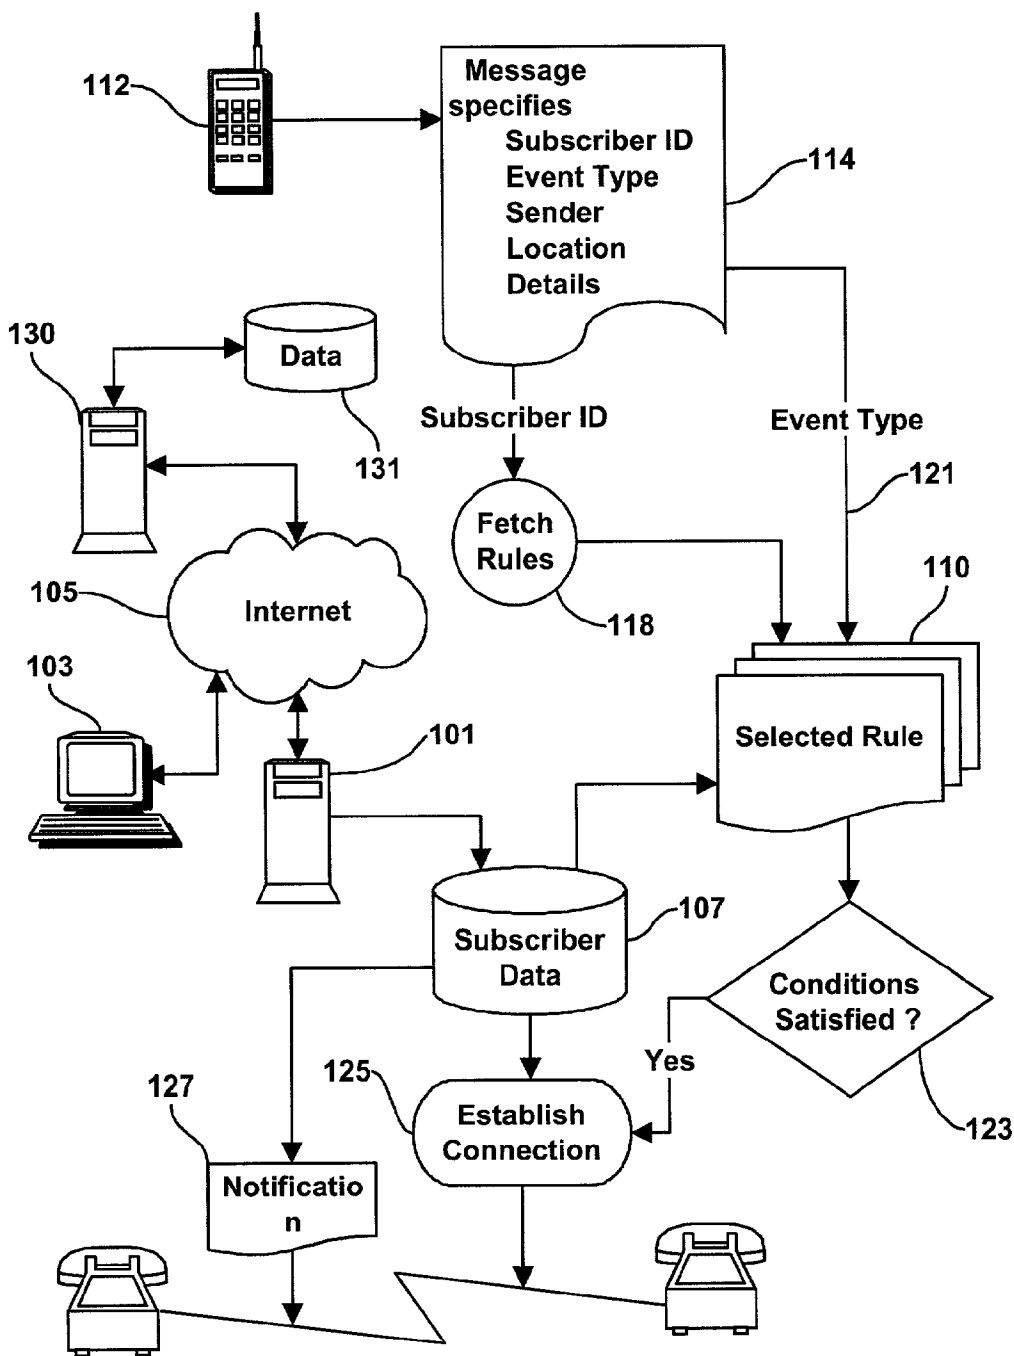 112
Message
specifies
Subscriber ID
Event Type
Sender
Location
Details
114
130
Data
131
Subscriber ID
Event Type
121
Fetch
Rules
118
110
105
Internet
103
101
Selected Rule
107
Subscriber
Data
Conditions
Satisfied ?
Yes
123
125
Establish
Connection
127
Notificatio
n